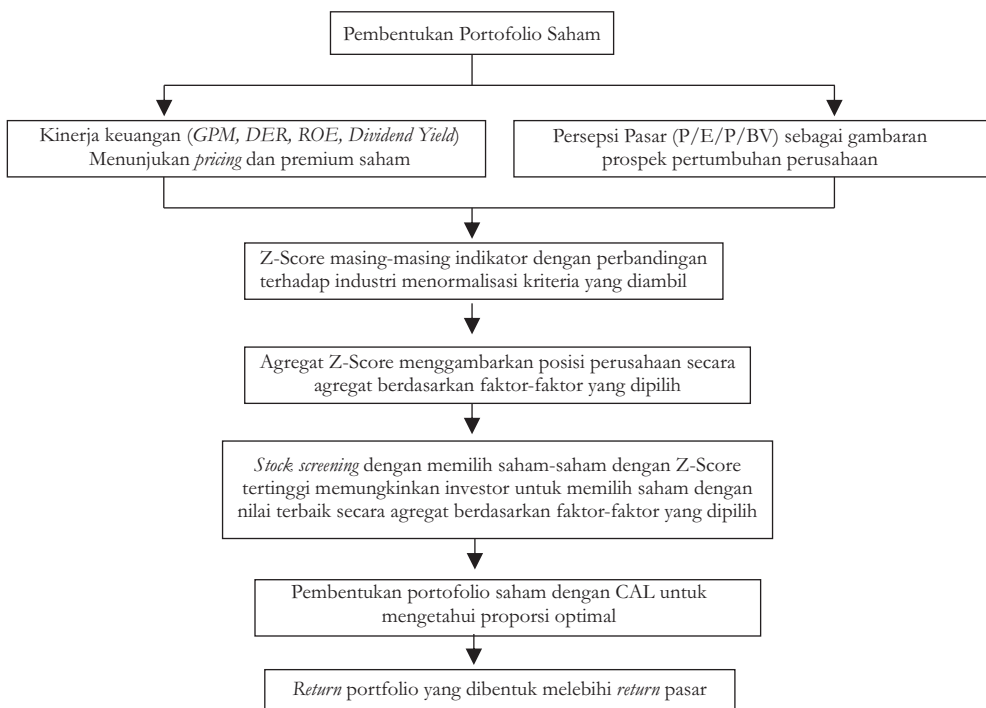 Pembentukan Portofolio Saham
Kinerja keuangan (GPM, DER, ROE, Dividend Yield)
Menunjukan pricing dan premium saham
Persepsi Pasar (P/E/P/BV) sebagai gambaran
prospek pertumbuhan perusahaan
Z-Score masing-masing indikator dengan perbandingan
terhadap industri menormalisasi kriteria yang diambil
Agregat Z-Score menggambarkan posisi perusahaan secara
agregat berdasarkan faktor-faktor yang dipilih
Stock screening dengan memilih saham-saham dengan Z-Score
tertinggi memungkinkan investor untuk memilih saham dengan
nilai terbaik secara agregat berdasarkan faktor-faktor yang dipilih
Pembentukan portofolio saham dengan CAL untuk
mengetahui proporsi optimal
Return portfolio yang dibentuk melebihi return pasar